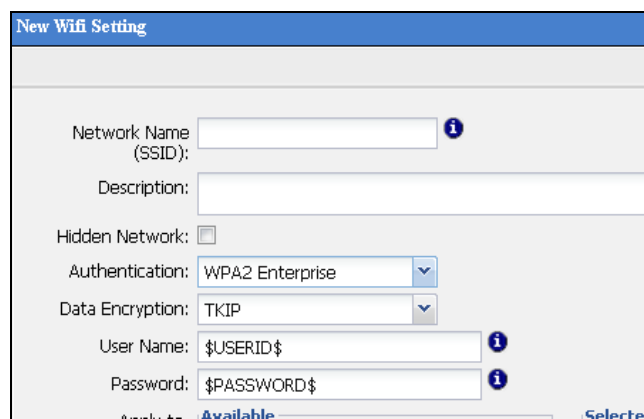 New Wifi Setting
Network Name
(SSID):
Description:
Hidden Network:
Authentication: WPA2 Enterprise
Data Encryption: TKIP
User Name: $USERID$
Password: $PASSWORD$
Available